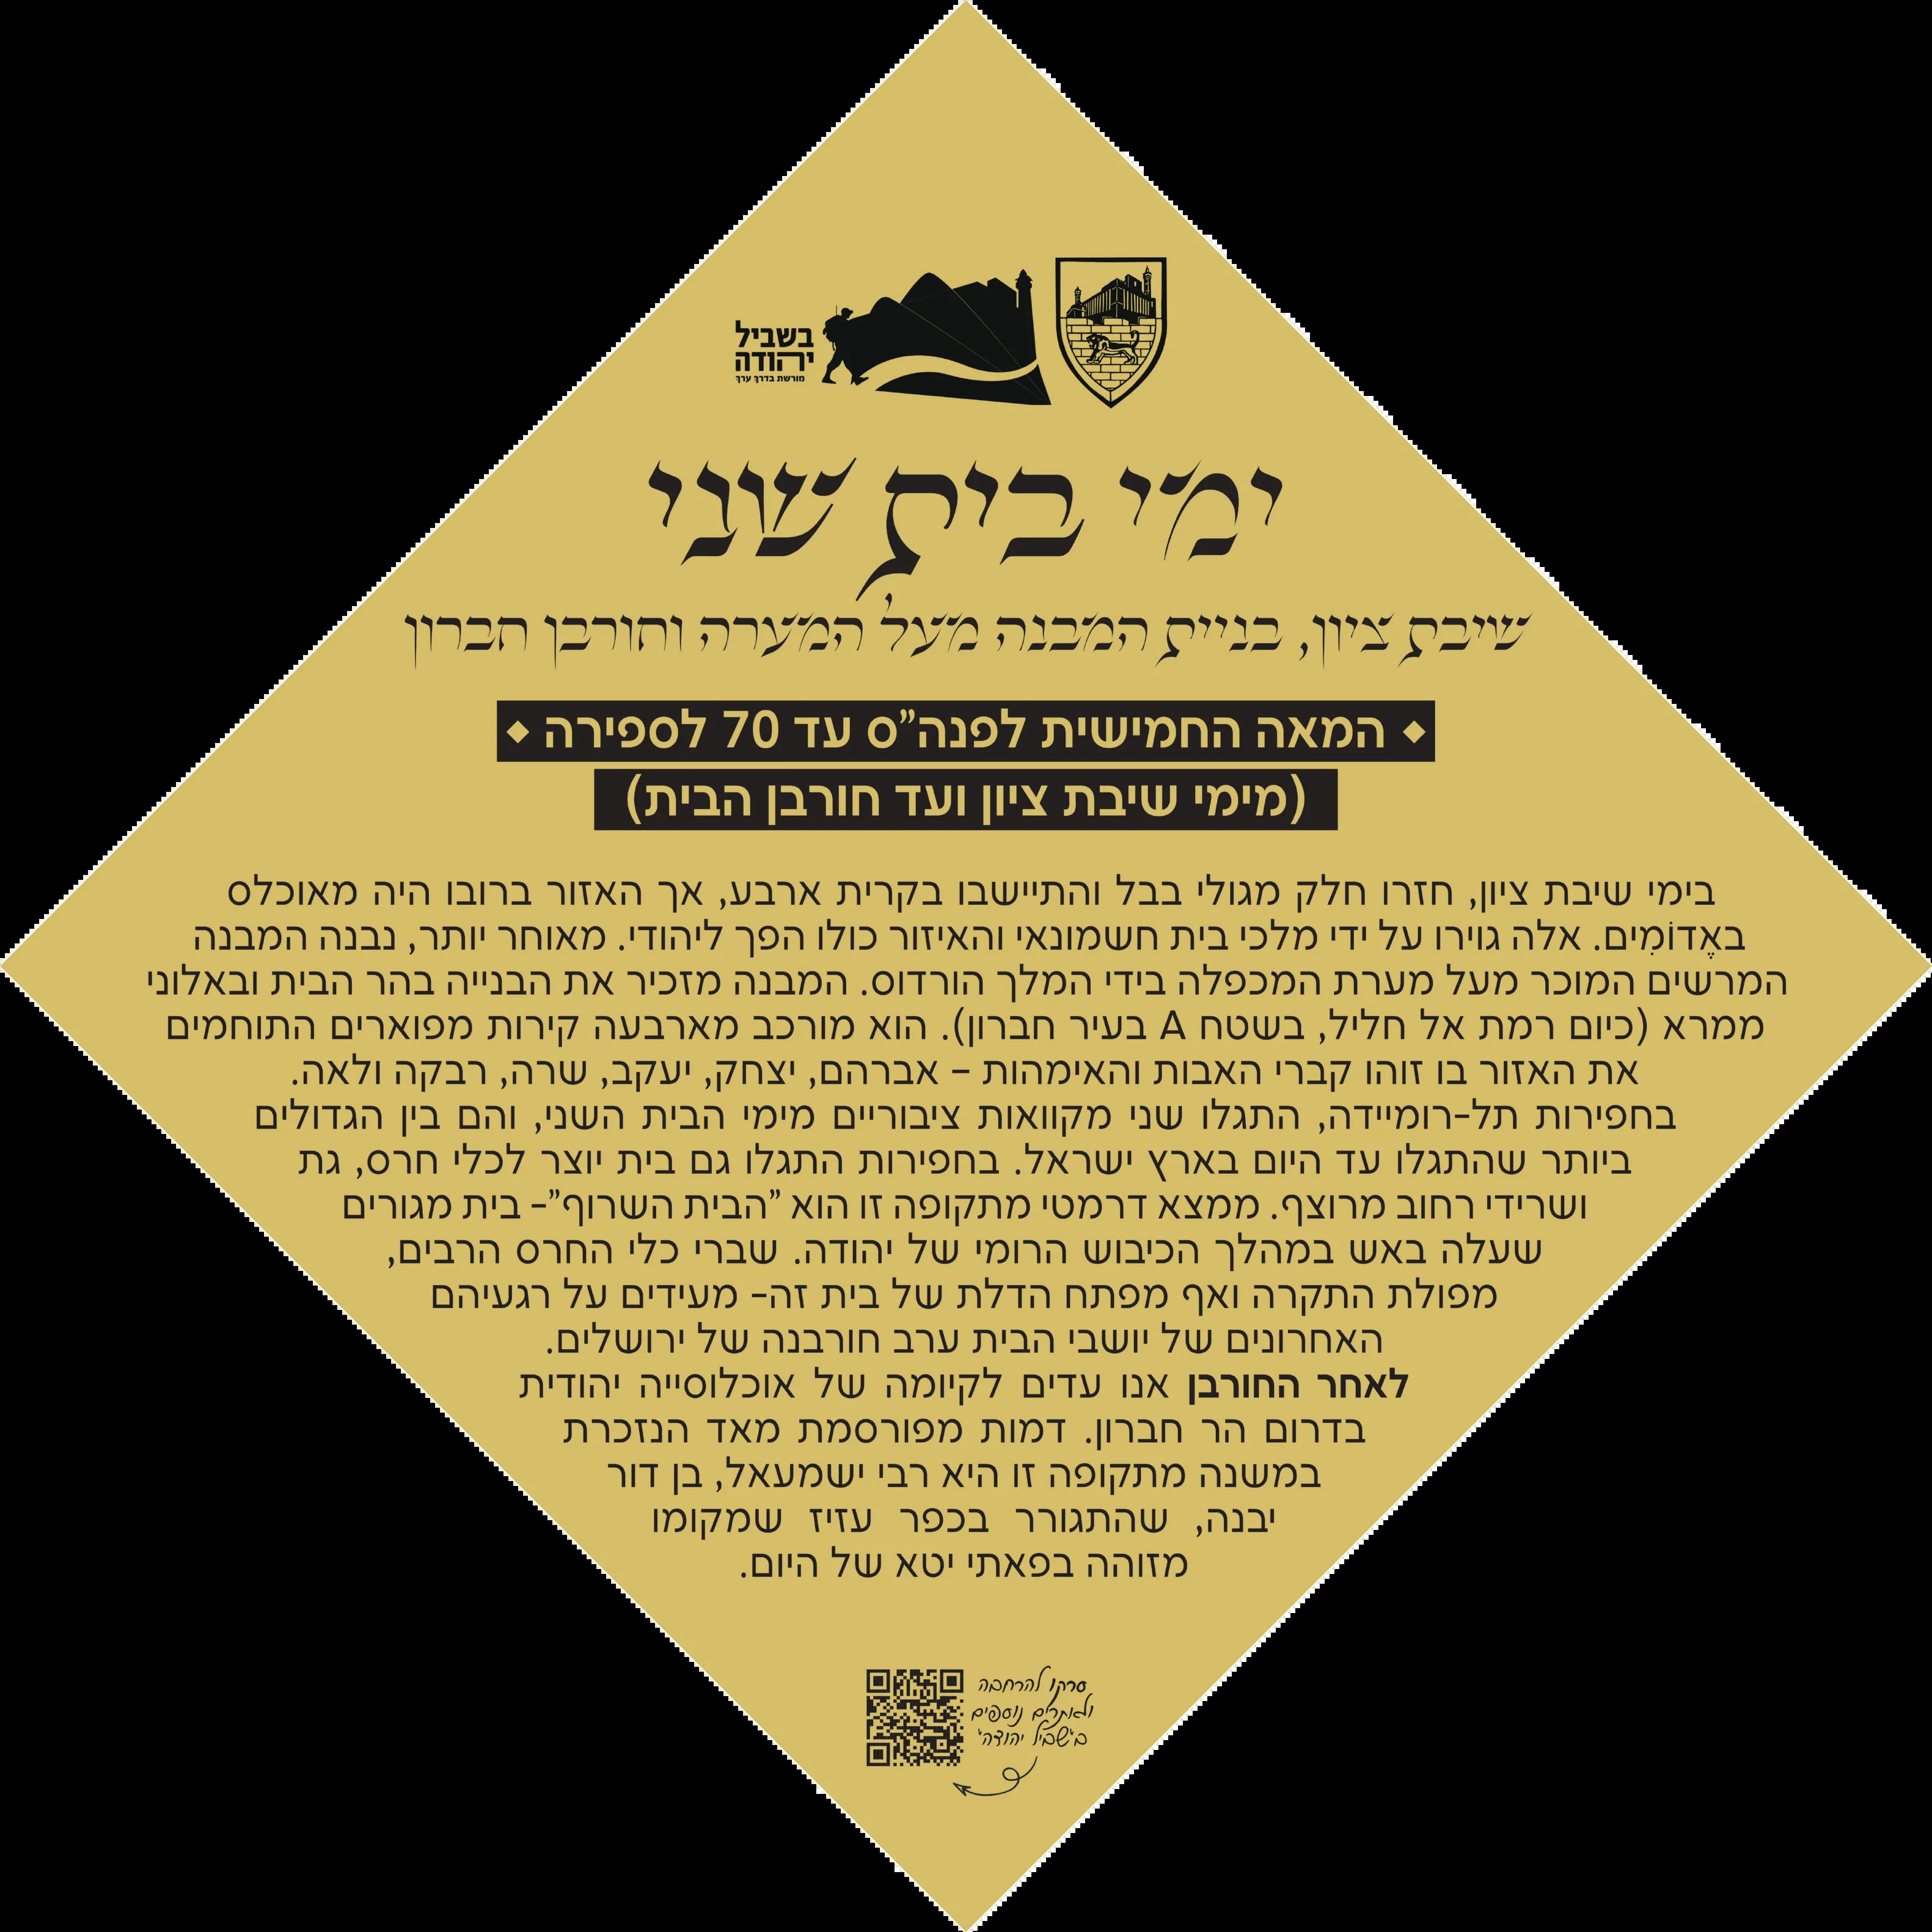 בשביל
יהודה
מורשת בדרך ערך
ימי בית שני
שיבת ציון, בניית המבנה מעל המערה וחורבן חברון
המאה החמישית לפנה”ס עד 70 לספירה
(מימי שיבת ציון ועד חורבן הבית)
בימי שיבת ציון, חזרו חלק מגולי בבל והתיישבו בקרית ארבע, אך האזור ברובו היה מאוכלס
באֱדוֹמִים. אלה גוירו על ידי מלכי בית חשמונאי והאיזור כולו הפך ליהודי. מאוחר יותר, נבנה המבנה
המרשים המוכר מעל מערת המכפלה בידי המלך הורדוס. המבנה מזכיר את הבנייה בהר הבית ובאלוני
ממרא (כיום רמת אל חליל, בשטח A בעיר חברון). הוא מורכב מארבעה קירות מפוארים התוחמים
את האזור בו זוהו קברי האבות והאימהות – אברהם, יצחק, יעקב, שרה, רבקה ולאה.
בחפירות תל-רומיידה, התגלו שני מקוואות ציבוריים מימי הבית השני, והם בין הגדולים
ביותר שהתגלו עד היום בארץ ישראל. בחפירות התגלו גם בית יוצר לכלי חרס, גת
ושרידי רחוב מרוצף. ממצא דרמטי מתקופה זו הוא ”הבית השרוף”- בית מגורים
שעלה באש במהלך הכיבוש הרומי של יהודה. שברי כלי החרס הרבים,
מפולת התקרה ואף מפתח הדלת של בית זה- מעידים על רגעיהם
האחרונים של יושבי הבית ערב חורבנה של ירושלים.
לאחר החורבן אנו עדים לקיומה של אוכלוסייה יהודית
בדרום הר חברון. דמות מפורסמת מאד הנזכרת
במשנה מתקופה זו היא רבי ישמעאל, בן דור
יבנה, שהתגורר בכפר עזיז שמקומו
מזוהה בפאתי יטא של היום.
סרקו להרחבה
ולאתרים נוספים
ב'שביל יהודה'